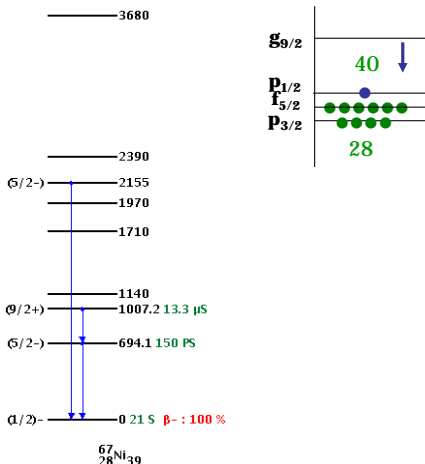 3680
2390
(5/2-) 2155
1970
1710
1140
(9/2+) 1007.2 13.3 µS
(5/2-) 694.1 150 PS
(1/2)- 0 21 S β- : 100 %
67
28Ni39
g9/2
40
p1/2
f5/2
p3/2
28